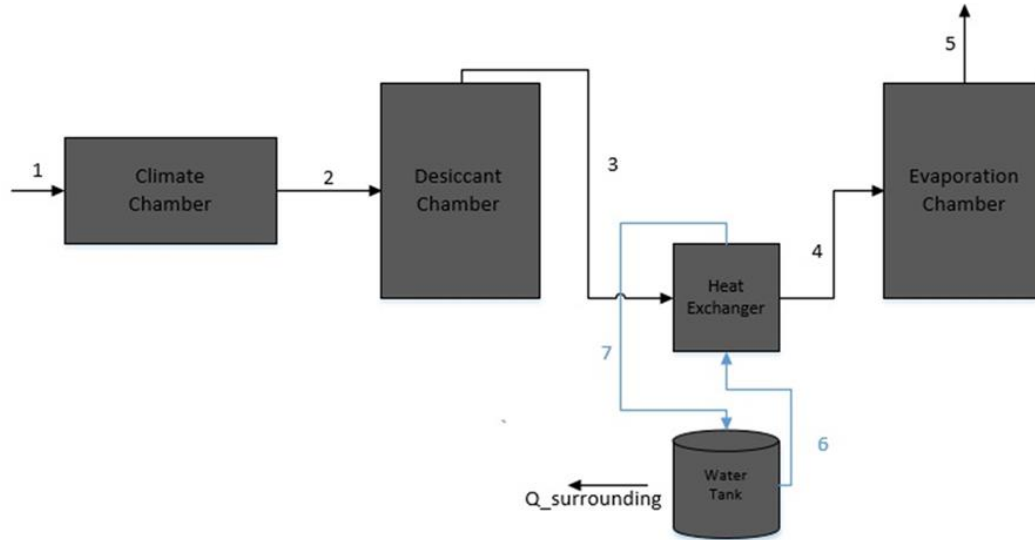 5
1
Climate
Chamber
2
Desiccant
Chamber
3
Evaporation
Chamber
4
Heat
Exchanger
7
6
Water
Tank
Q_surrounding